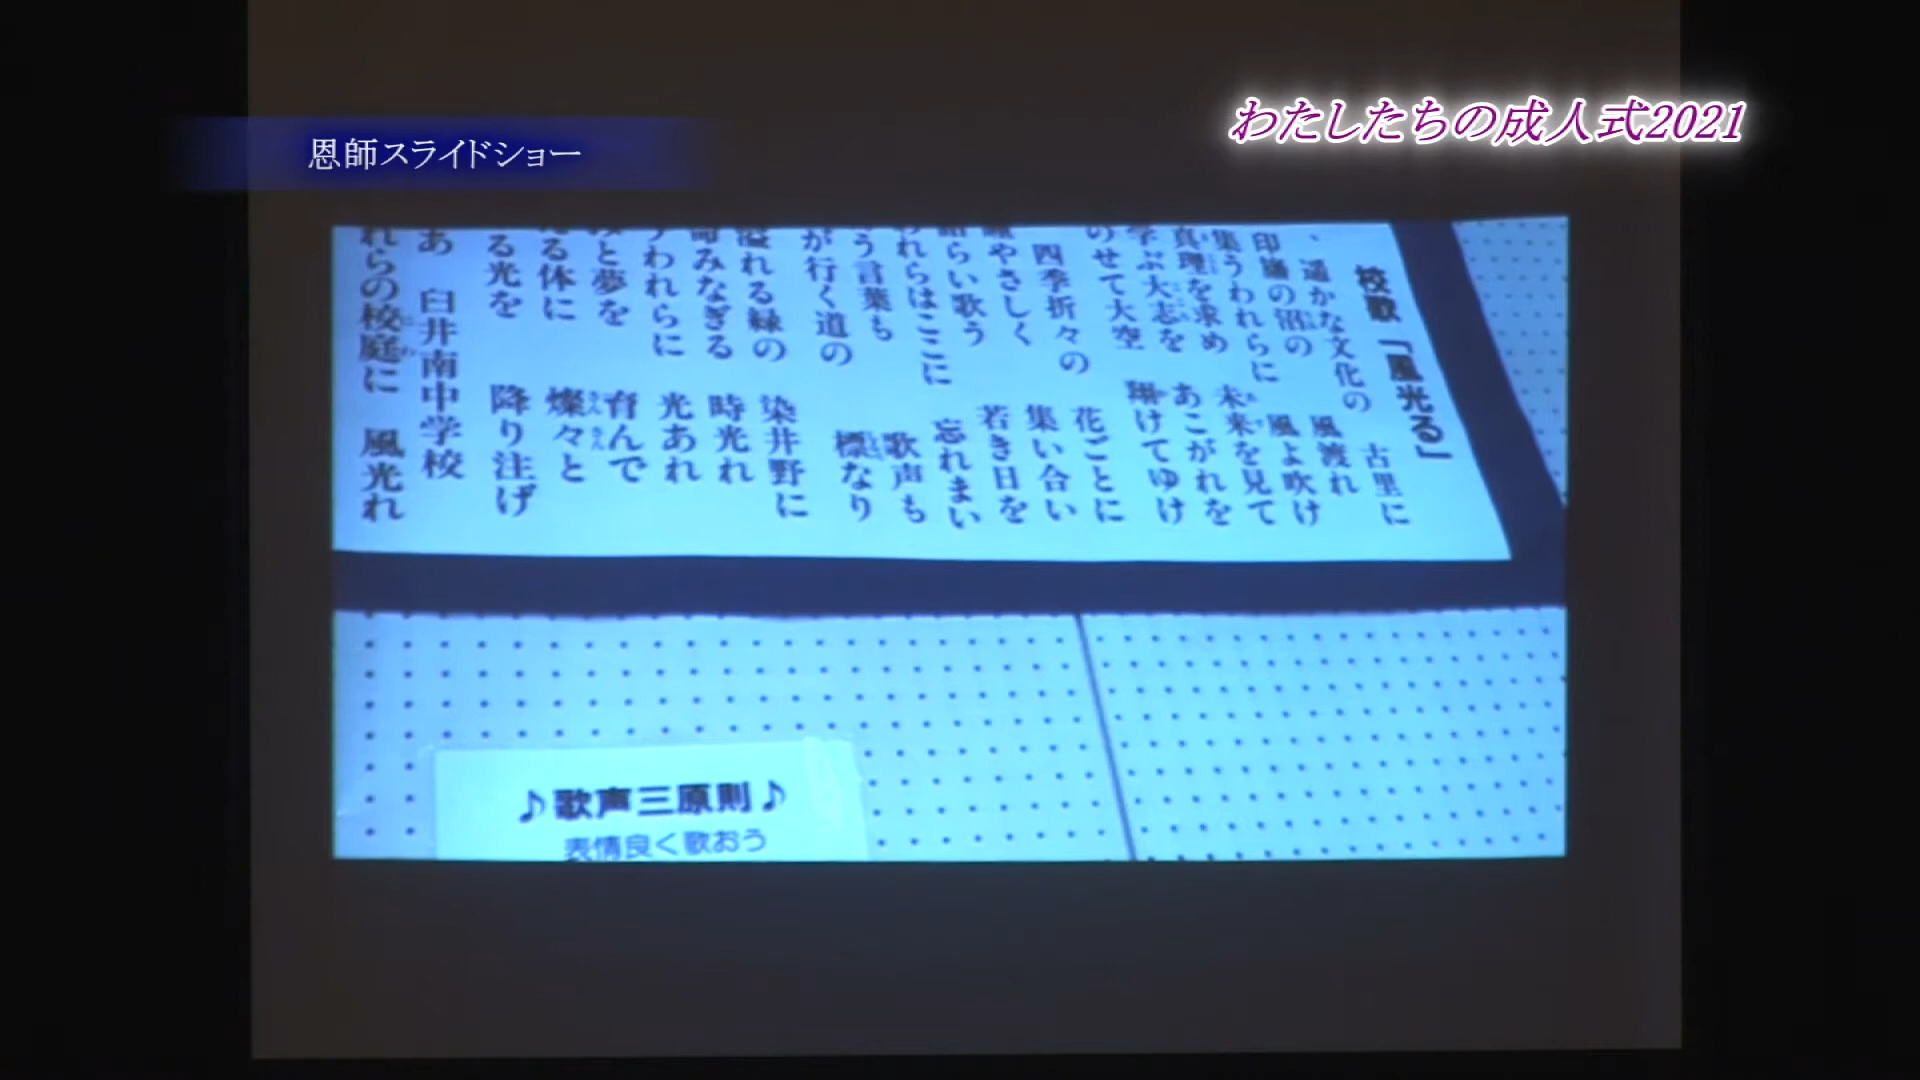 恩師スライドショー
わたしたちの成人式2021
校歌「風光る」
、遥かな文化の 古里に
印旛の沼の 風渡れ
集うわれらに 風よ吹け
真理を求め 未来を見て
学ぶ大志を あこがれを
のせて大空 翔けてゆけ
四季折々の 花ごとに
やさしく 集い合い
語らい歌う 若き日を
われらはここに 忘れまい
う言葉も 歌声も
が行く道の 標なり
溢れる緑の 染井野に
命みなぎる 時光れ
うわれらに 光あれ
みと夢を 育んで
える体に 燦々と
る光を 降り注げ
あ 臼井南中学校
れらの校庭に 風光れ
♪歌声三原則♪
表情良く歌おう